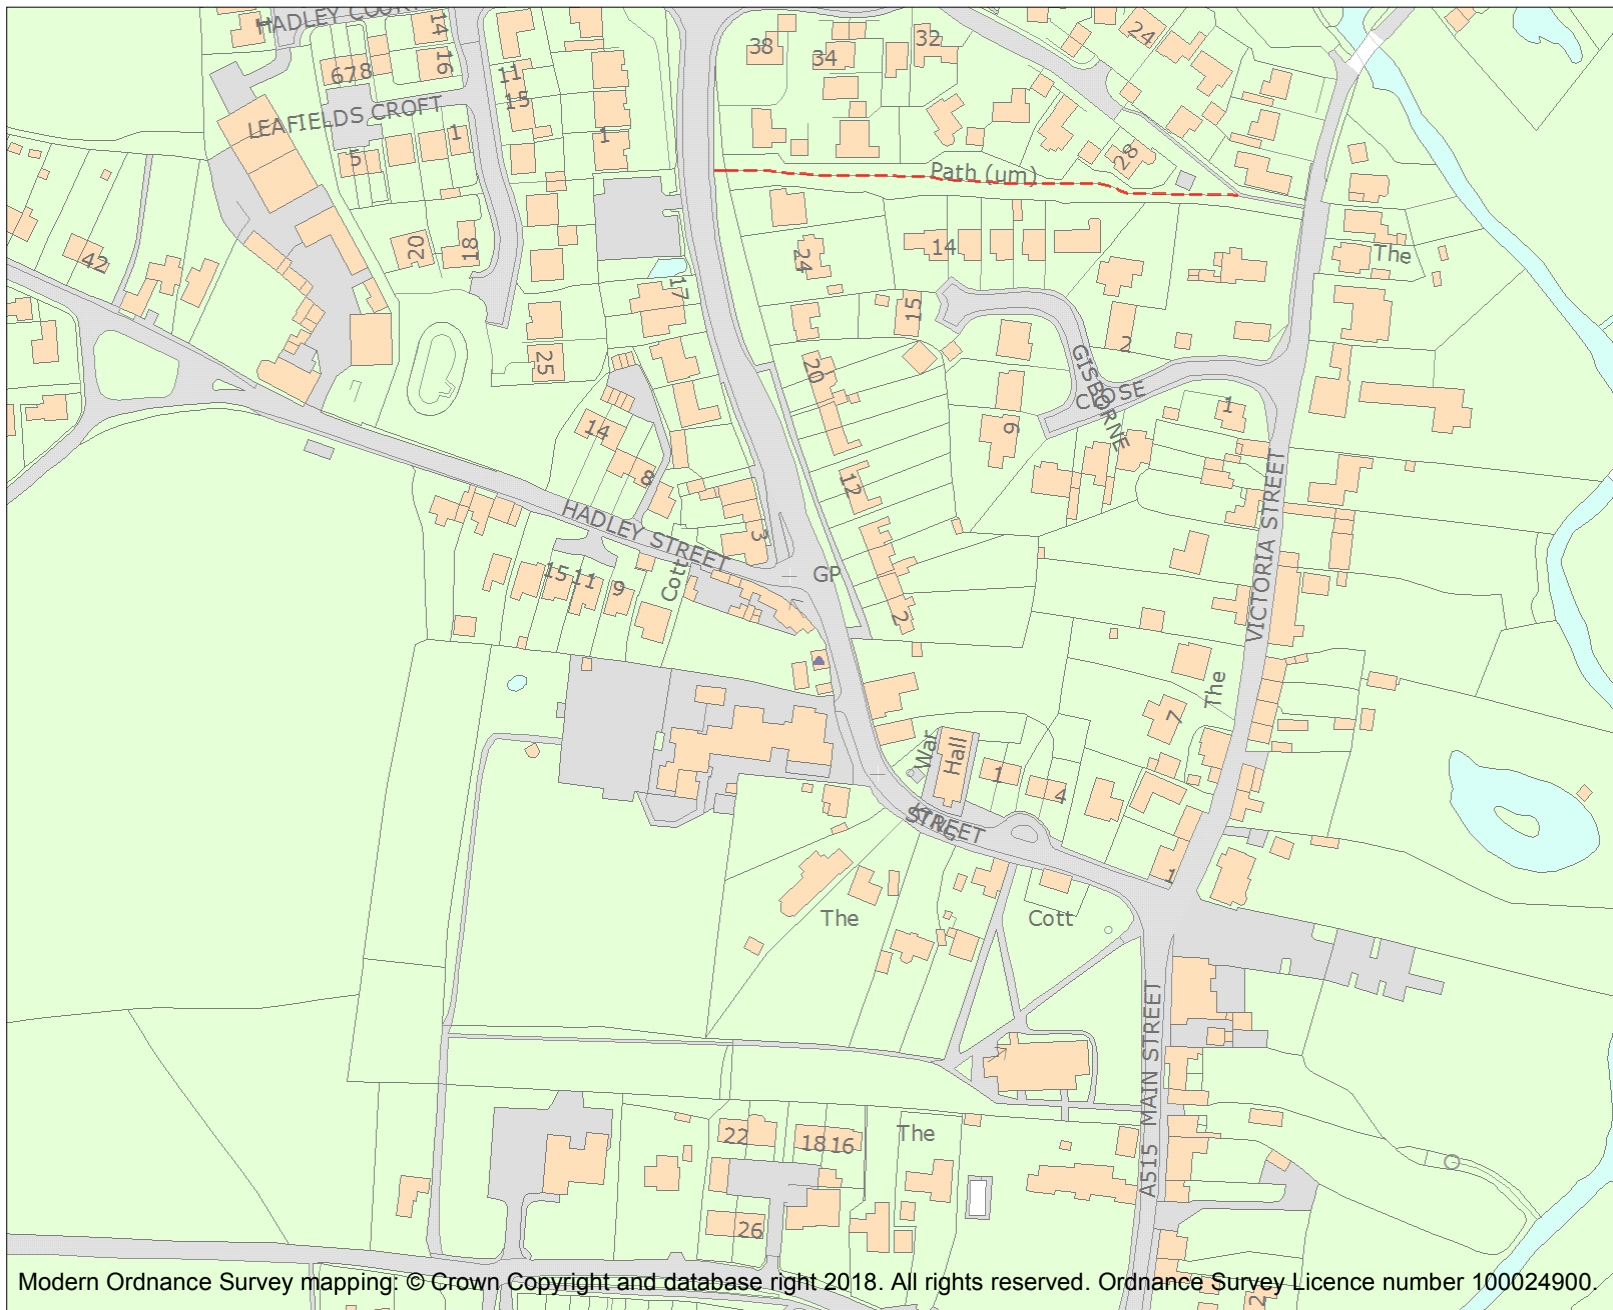 HADLEY COURT
14
38
34
32
24
16
678
11
15
LEAFIELDS CROFT
1
1
5
28
Path (um)
20
18
42
24
14
The
17
15
2
25
20
GISBORNE
CLOSE
1
14
9
8
12
VICTORIA STREET
HADLEY STREET
3
GP
15
11
9
Cott
2
The
7
War
Hall
1
4
KING
STREET
1
The
Cott
A515 MAIN STREET
22
18
16
The
26
Modern Ordnance Survey mapping: © Crown Copyright and database right 2018. All rights reserved. Ordnance Survey Licence number 100024900.